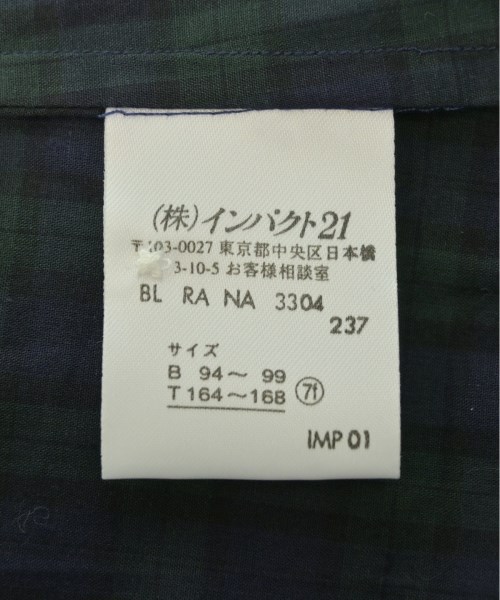 (株)インパクト21
〒103-0027 東京都中央区日本橋
3-10-5 お客様相談室
BL RA NA 3304
237
サイズ
B 94〜 99
T 164〜168 7f
IMP 01